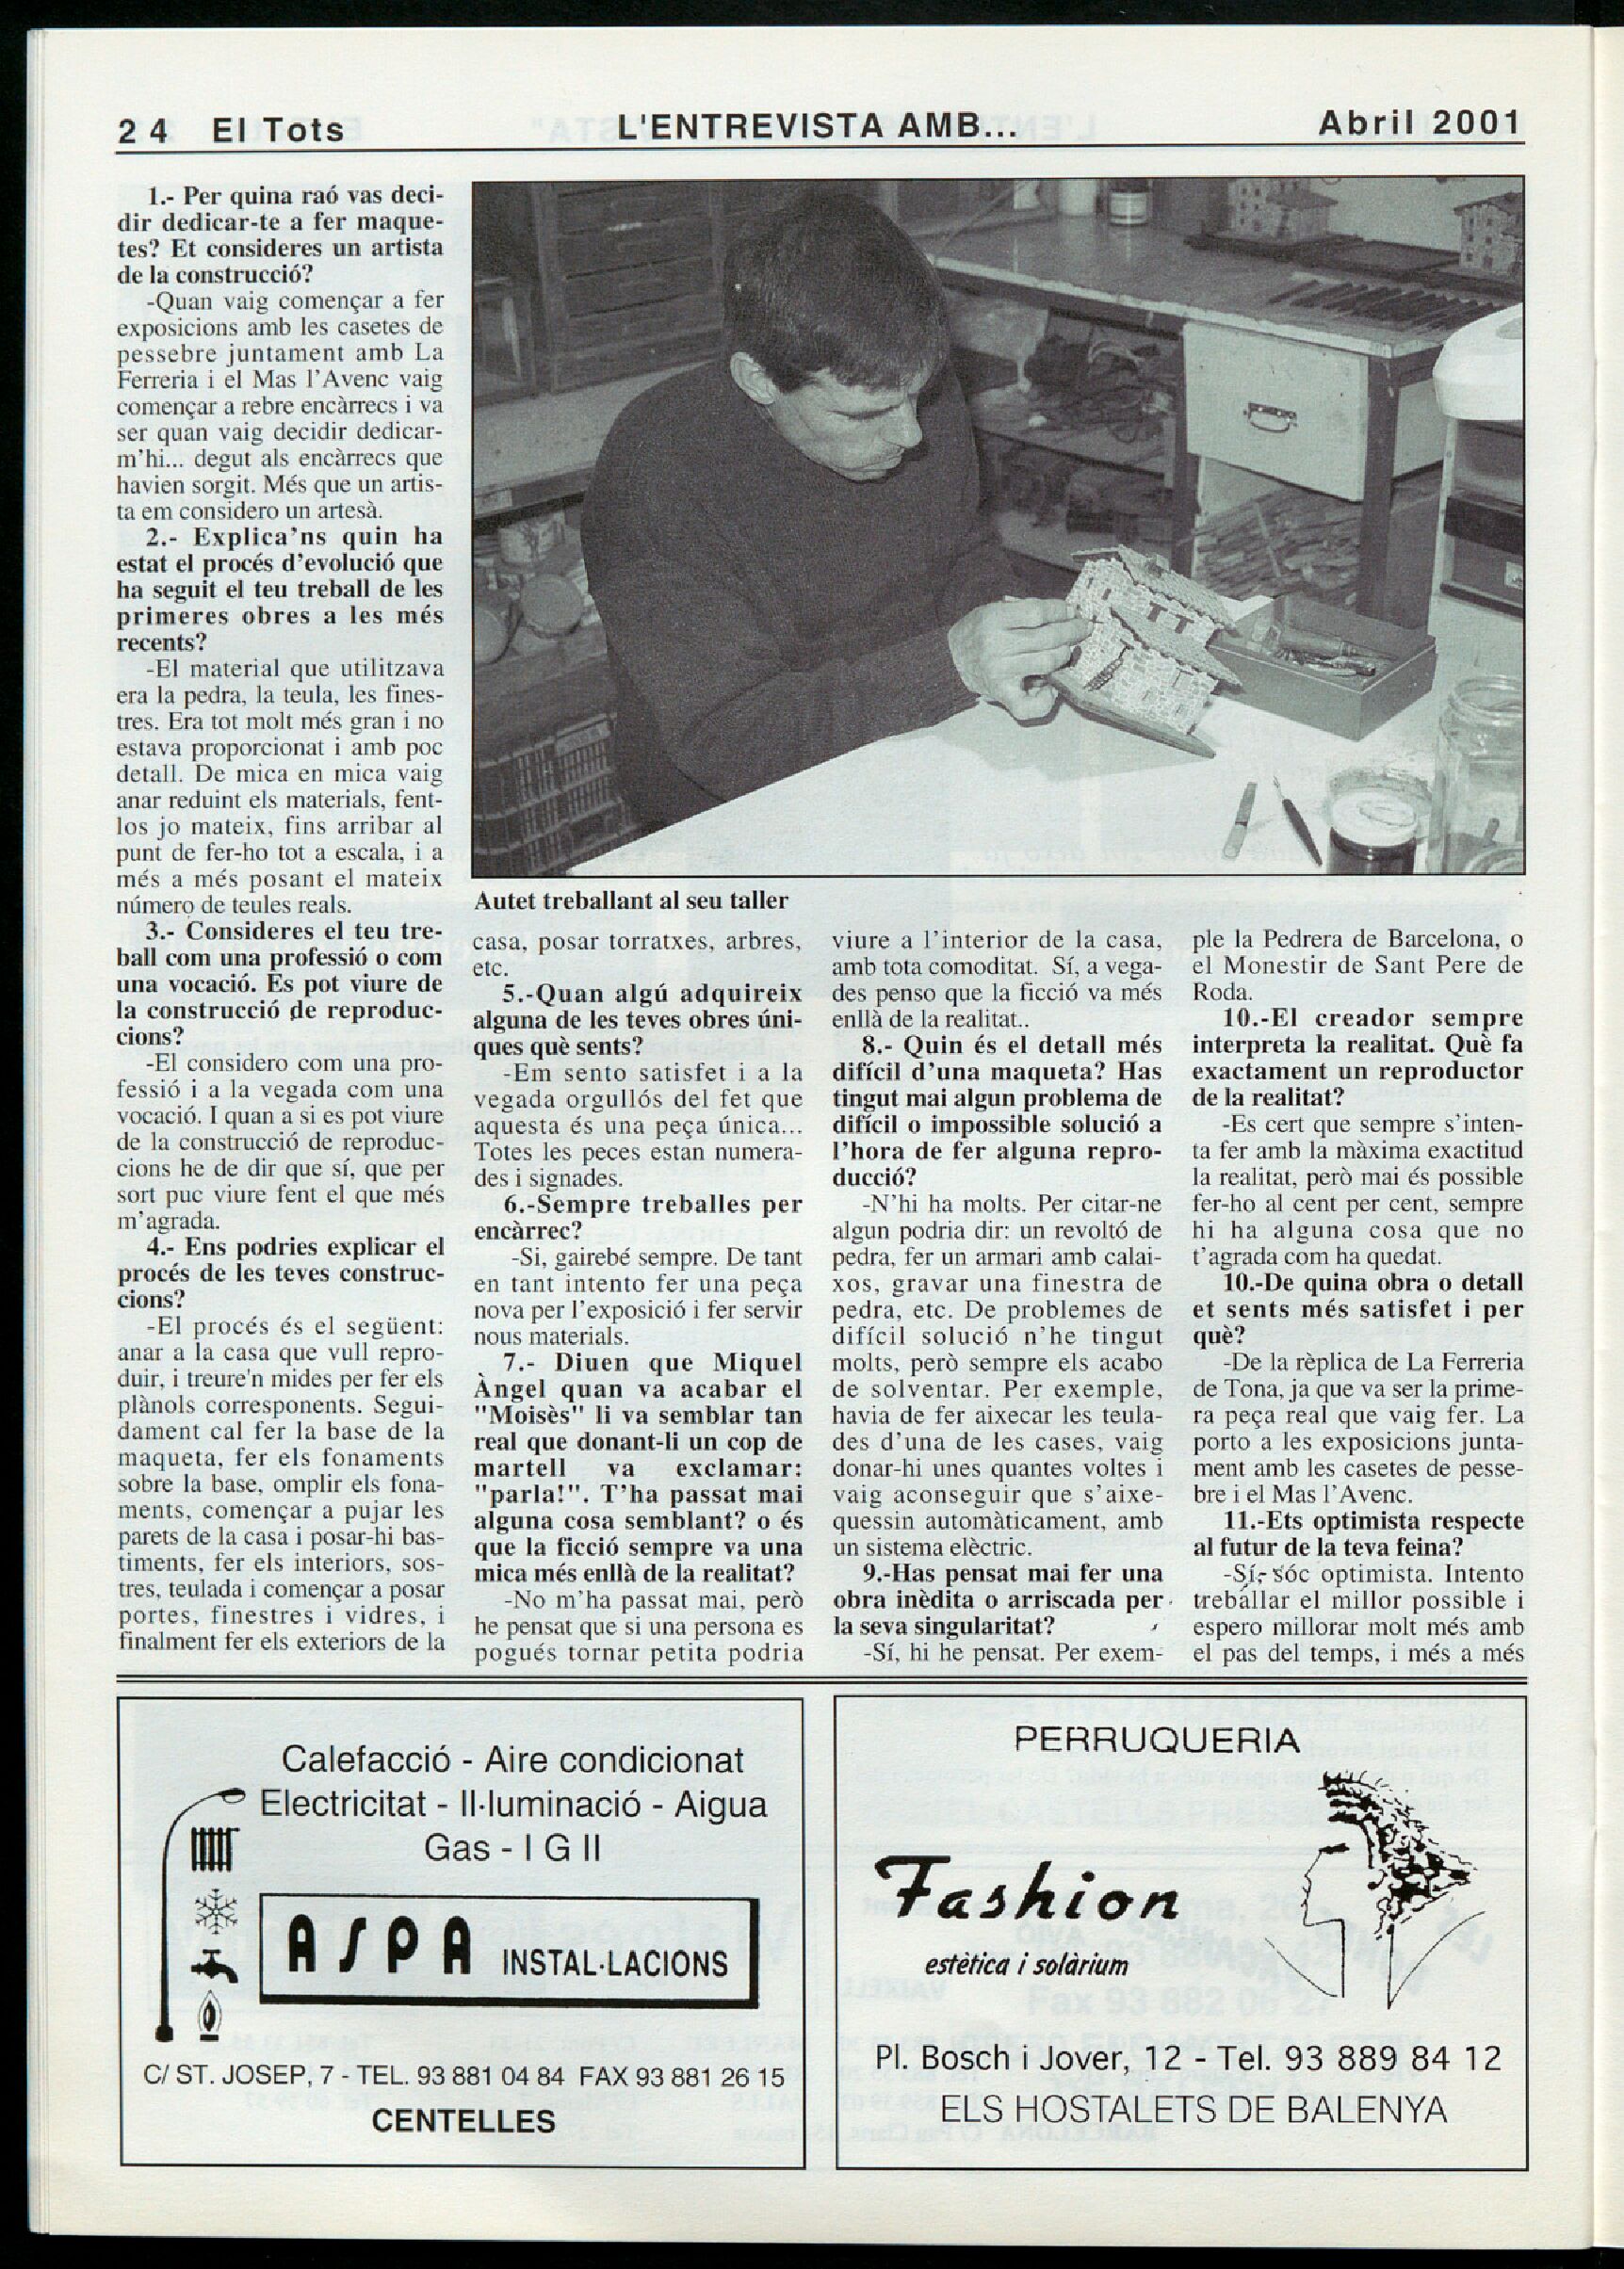 24 El Tots
L'ENTREVISTA AMB...
Abril 2001
1.- Per quina raó vas deci-
dir dedicar-te a fer maque-
tes? Et consideres un artista
de la construcció?
-Quan vaig començar a fer
exposicions amb les casetes de
pessebre juntament amb La
Ferreria i el Mas l'Avenc vaig
començar a rebre encàrrecs i va
ser quan vaig decidir dedicar-
m'hi... degut als encàrrecs que
havien sorgit. Més que un artis-
ta em considero un artesà.
2.- Explica'ns quin ha
estat el procés d'evolució que
ha seguit el teu treball de les
primeres obres a les més
recents?
-El material que utilitzava
era la pedra, la teula, les fines-
tres. Era tot molt més gran i no
estava proporcionat i amb poc
detall. De mica en mica vaig
anar reduint els materials, fent-
los jo mateix, fins arribar al
punt de fer-ho tot a escala, i a
més a més posant el mateix
número de teules reals.
3.- Consideres el teu tre-
ball com una professió o com
una vocació. Es pot viure de
la construcció de reproduc-
cions?
-El considero com una pro-
fessió i a la vegada com una
vocació. I quan a si es pot viure
de la construcció de reproduc-
cions he de dir que sí, que per
sort puc viure fent el que més
m'agrada.
4.- Ens podries explicar el
procés de les teves construc-
cions?
-El procés és el següent:
anar a la casa que vull repro-
duir, i treure'n mides per fer els
plànols corresponents. Segui-
dament cal fer la base de la
maqueta, fer els fonaments
sobre la base, omplir els fona-
ments, començar a pujar les
parets de la casa i posar-hi bas-
timents, fer els interiors, sos-
tres, teulada i començar a posar
portes, finestres i vidres, i
finalment fer els exteriors de la
Autet treballant al seu taller
casa, posar torratxes, arbres,
etc.
5.-Quan algú adquireix
alguna de les teves obres úni-
ques què sents?
-Em sento satisfet i a la
vegada orgullós del fet que
aquesta és una peça única...
Totes les peces estan numera-
des i signades.
6.-Sempre treballes per
encàrrec?
-Si, gairebé sempre. De tant
en tant intento fer una peça
nova per l'exposició i fer servir
nous materials.
7.- Diuen que Miquel
Àngel quan va acabar el
"Moisès" li va semblar tan
real que donant-li un cop de
martell va exclamar:
"parla!". T'ha passat mai
alguna cosa semblant? o és
que la ficció sempre va una
mica més enllà de la realitat?
-No m'ha passat mai, però
he pensat que si una persona es
pogués tornar petita podria
viure a l'interior de la casa,
amb tota comoditat. Sí, a vega-
des penso que la ficció va més
enllà de la realitat..
8.- Quin és el detall més
difícil d'una maqueta? Has
tingut mai algun problema de
difícil o impossible solució a
l'hora de fer alguna repro-
ducció?
-N'hi ha molts. Per citar-ne
algun podria dir: un revoltó de
pedra, fer un armari amb calai-
xos, gravar una finestra de
pedra, etc. De problemes de
difícil solució n'he tingut
molts, però sempre els acabo
de solventar. Per exemple,
havia de fer aixecar les teula-
des d'una de les cases, vaig
donar-hi unes quantes voltes i
vaig aconseguir que s'aixe-
quessin automàticament, amb
un sistema elèctric.
9.-Has pensat mai fer una
obra inèdita o arriscada per
la seva singularitat?
-Sí, hi he pensat. Per exem-
ple la Pedrera de Barcelona, o
el Monestir de Sant Pere de
Roda.
10.-El creador sempre
interpreta la realitat. Què fa
exactament un reproductor
de la realitat?
-Es cert que sempre s'inten-
ta fer amb la màxima exactitud
la realitat, però mai és possible
fer-ho al cent per cent, sempre
hi ha alguna cosa que no
t'agrada com ha quedat.
10.-De quina obra o detall
et sents més satisfet i per
què?
-De la rèplica de La Ferreria
de Tona, ja que va ser la prime-
ra peça real que vaig fer. La
porto a les exposicions junta-
ment amb les casetes de pesse-
bre i el Mas l'Avenc.
11.-Ets optimista respecte
al futur de la teva feina?
-Sí, sóc optimista. Intento
treballar el millor possible i
espero millorar molt més amb
el pas del temps, i més a més
Calefacció - Aire condicionat
Electricitat - Il·luminació - Aigua
Gas - I G II
ASPA INSTAL·LACIONS
C/ ST. JOSEP, 7 - TEL. 93 881 04 84 FAX 93 881 26 15
CENTELLES
PERRUQUERIA
Fashion
estètica i solàrium
Pl. Bosch i Jover, 12 - Tel. 93 889 84 12
ELS HOSTALETS DE BALENYA